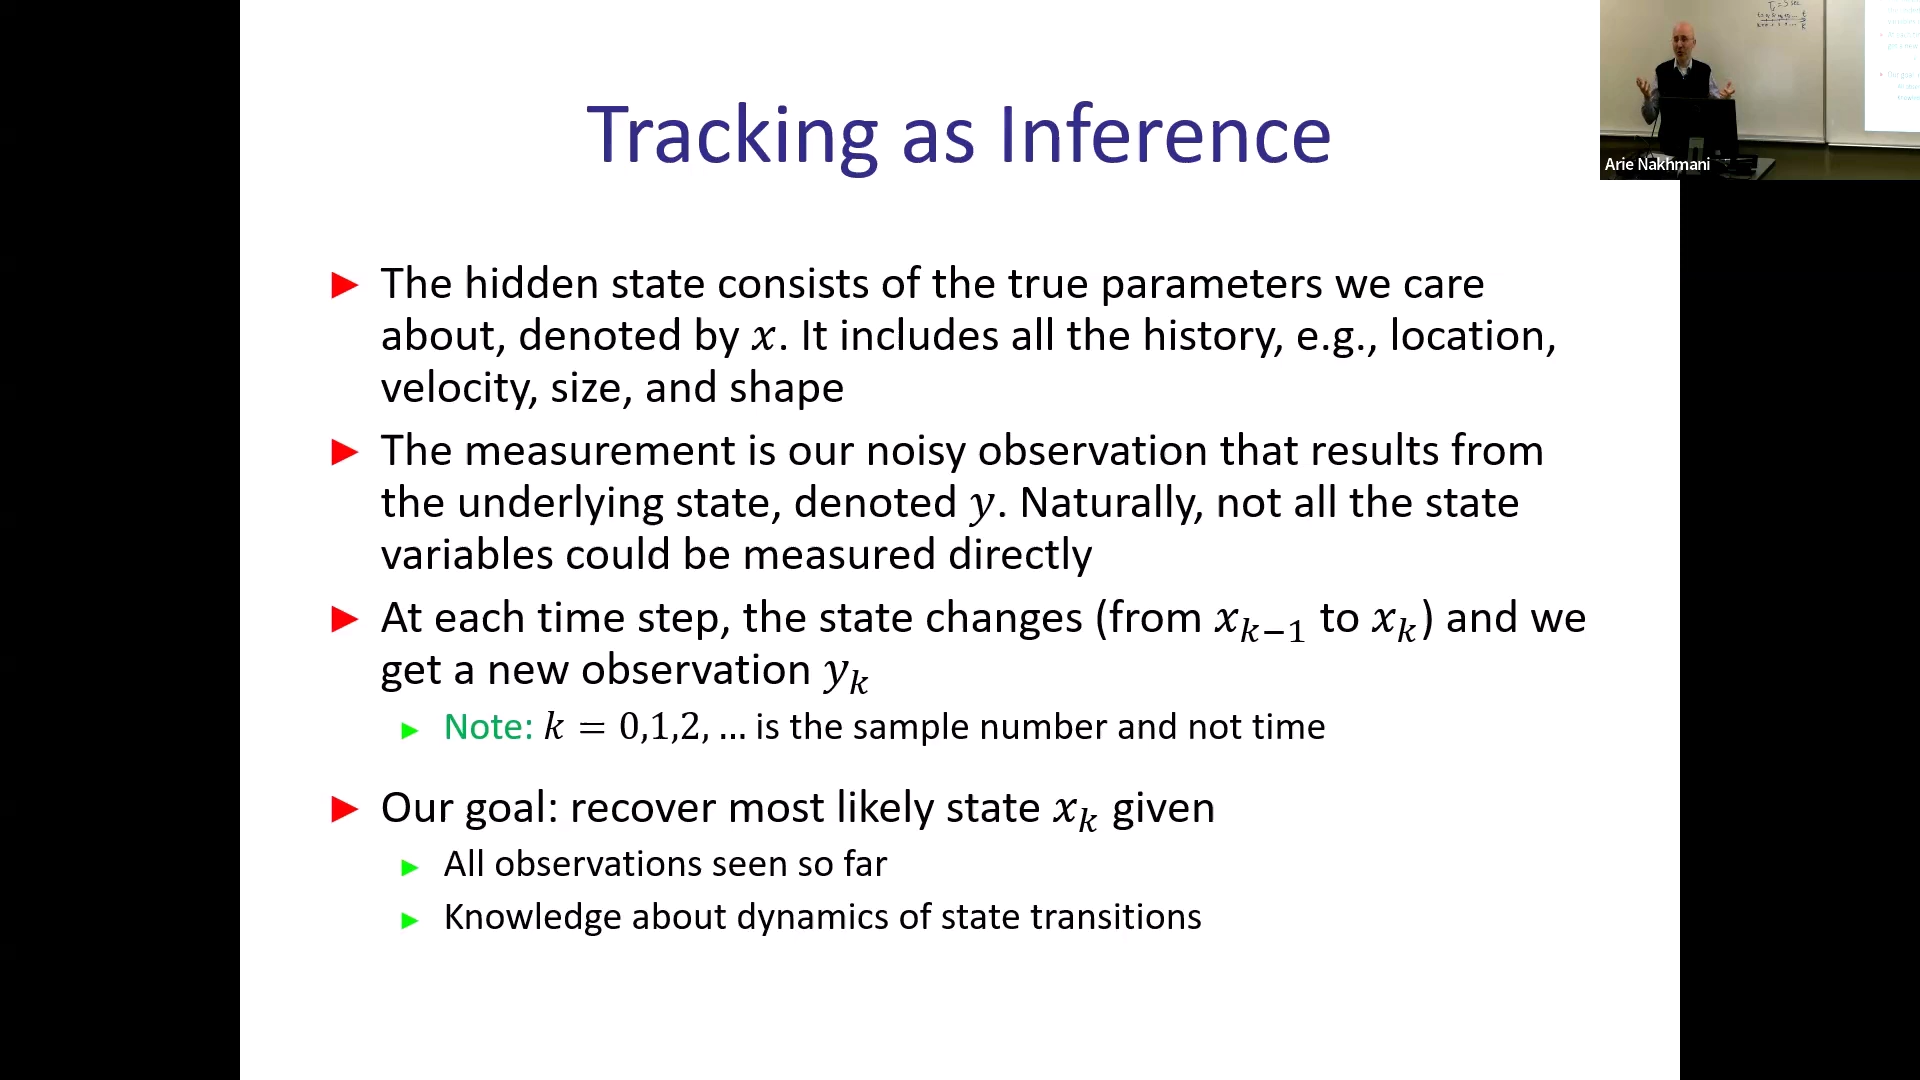 Tracking as Inference
► The hidden state consists of the true parameters we care
about, denoted by x. It includes all the history, e.g., location,
velocity, size, and shape
► The measurement is our noisy observation that results from
the underlying state, denoted y. Naturally, not all the state
variables could be measured directly
► At each time step, the state changes (from x_{k−1} to x_k) and we
get a new observation y_k
► Note: k = 0,1,2, … is the sample number and not time
► Our goal: recover most likely state x_k given
► All observations seen so far
► Knowledge about dynamics of state transitions
Arie Nakhmani